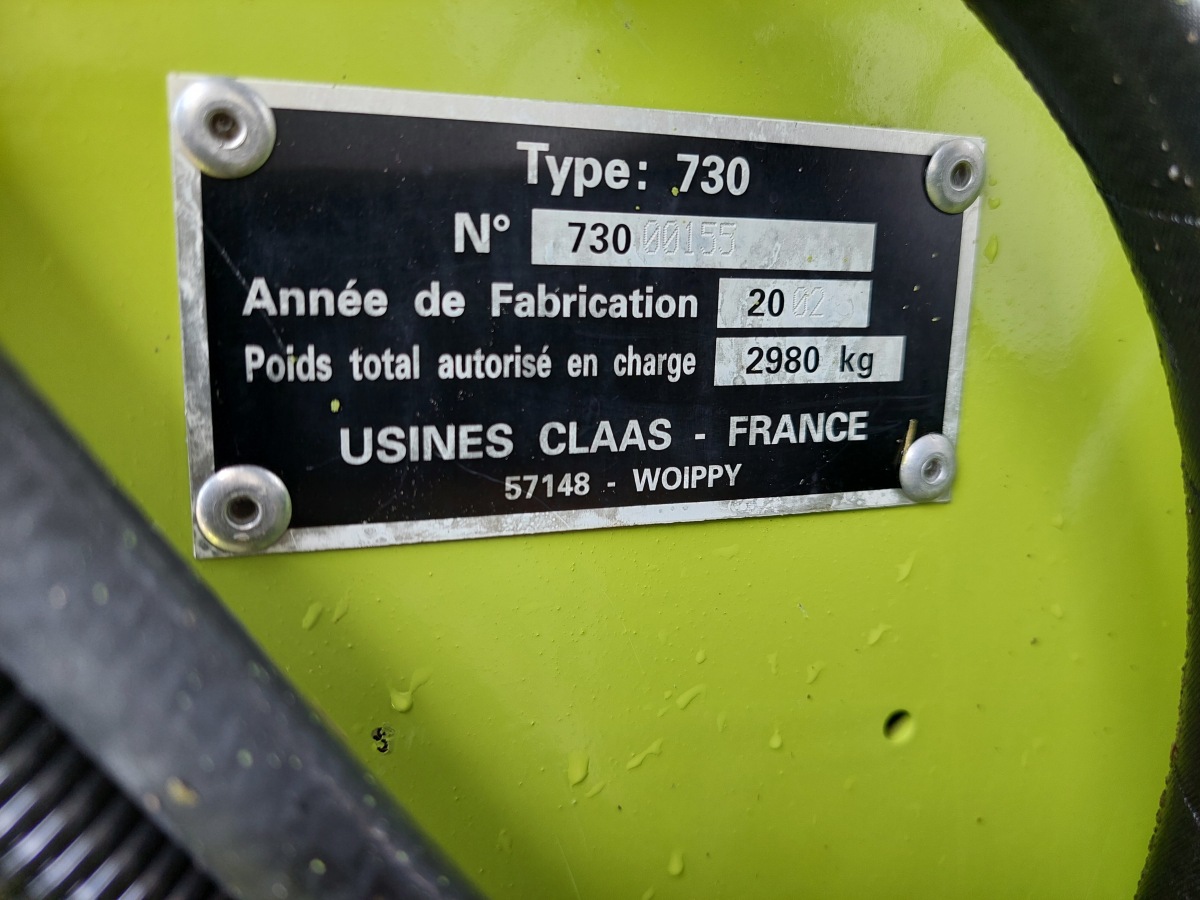 Type: 730
N° 730 00155
Année de Fabrication 20 02
Poids total autorisé en charge 2980 kg
USINES CLAAS - FRANCE
57148 - WOIPPY